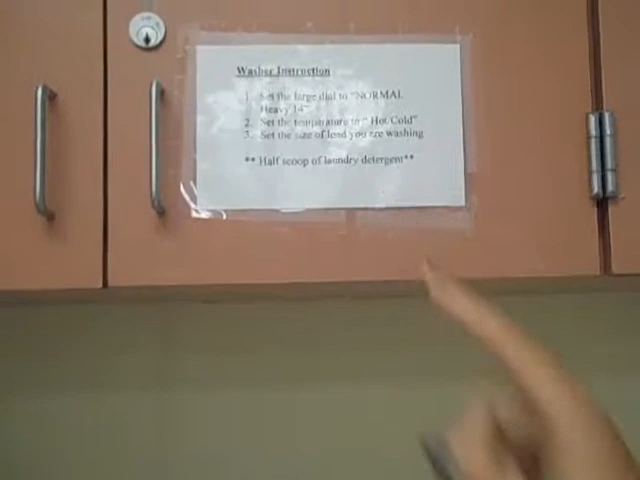 Washer Instruction
1. Set the large dial to "NORMAL
Heavy 14"
2. Set the temperature to " Hot Cold"
3. Set the size of load you are washing
** Half scoop of laundry detergent**